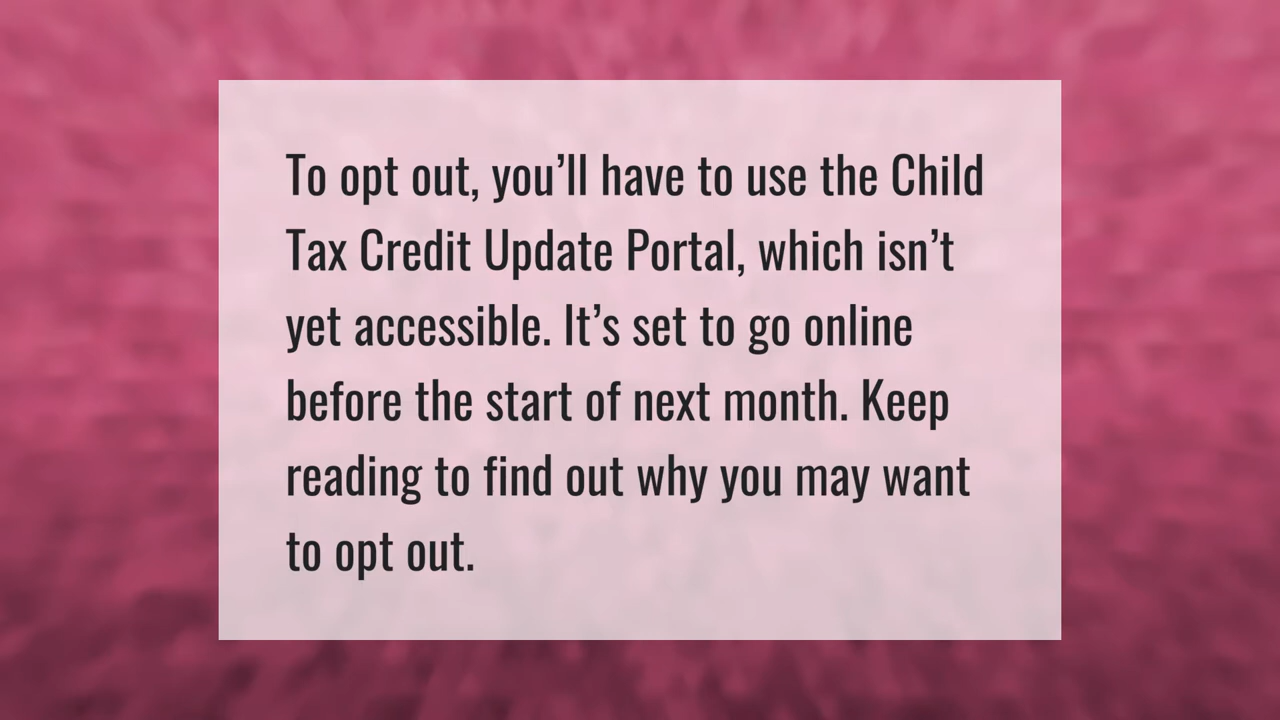 To opt out, you’ll have to use the Child
Tax Credit Update Portal, which isn’t
yet accessible. It’s set to go online
before the start of next month. Keep
reading to find out why you may want
to opt out.